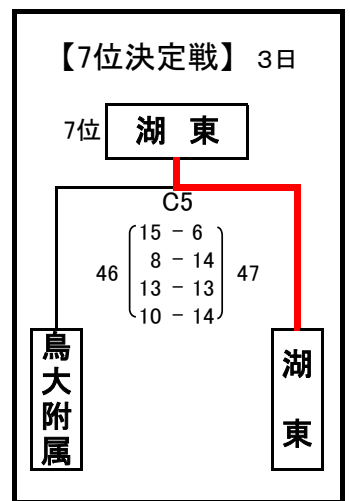 【7位決定戦】 3日
7位 湖 東
C5
15 － 6
8 － 14
46 13 － 13 47
10 － 14
鳥大附属
湖 東